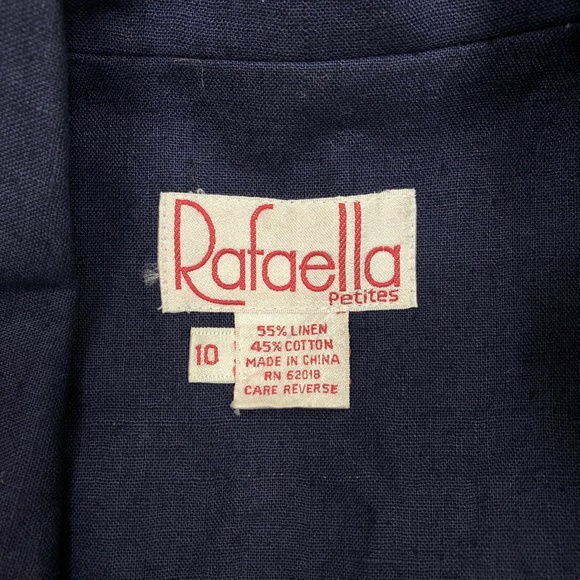 Rafaella
Petites
10
55% LINEN
45% COTTON
MADE IN CHINA
RN 62018
CARE REVERSE